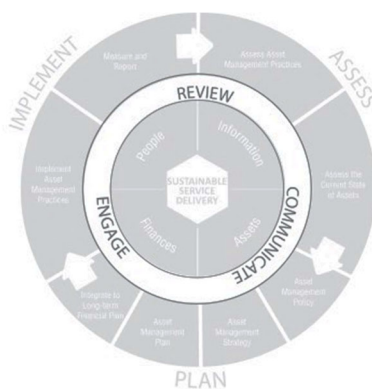 IMPLEMENT
ASSESS
PLAN
Measure and
Report
Assess Asset
Management Practices
Assess the
Current State
of Assets
Asset
Management
Policy
Asset
Management
Strategy
Asset
Management
Plan
Integrate to
Long-term
Financial Plan
Implement
Asset
Management
Practices
REVIEW
COMMUNICATE
ENGAGE
People
Information
Assets
Finances
SUSTAINABLE
SERVICE
DELIVERY